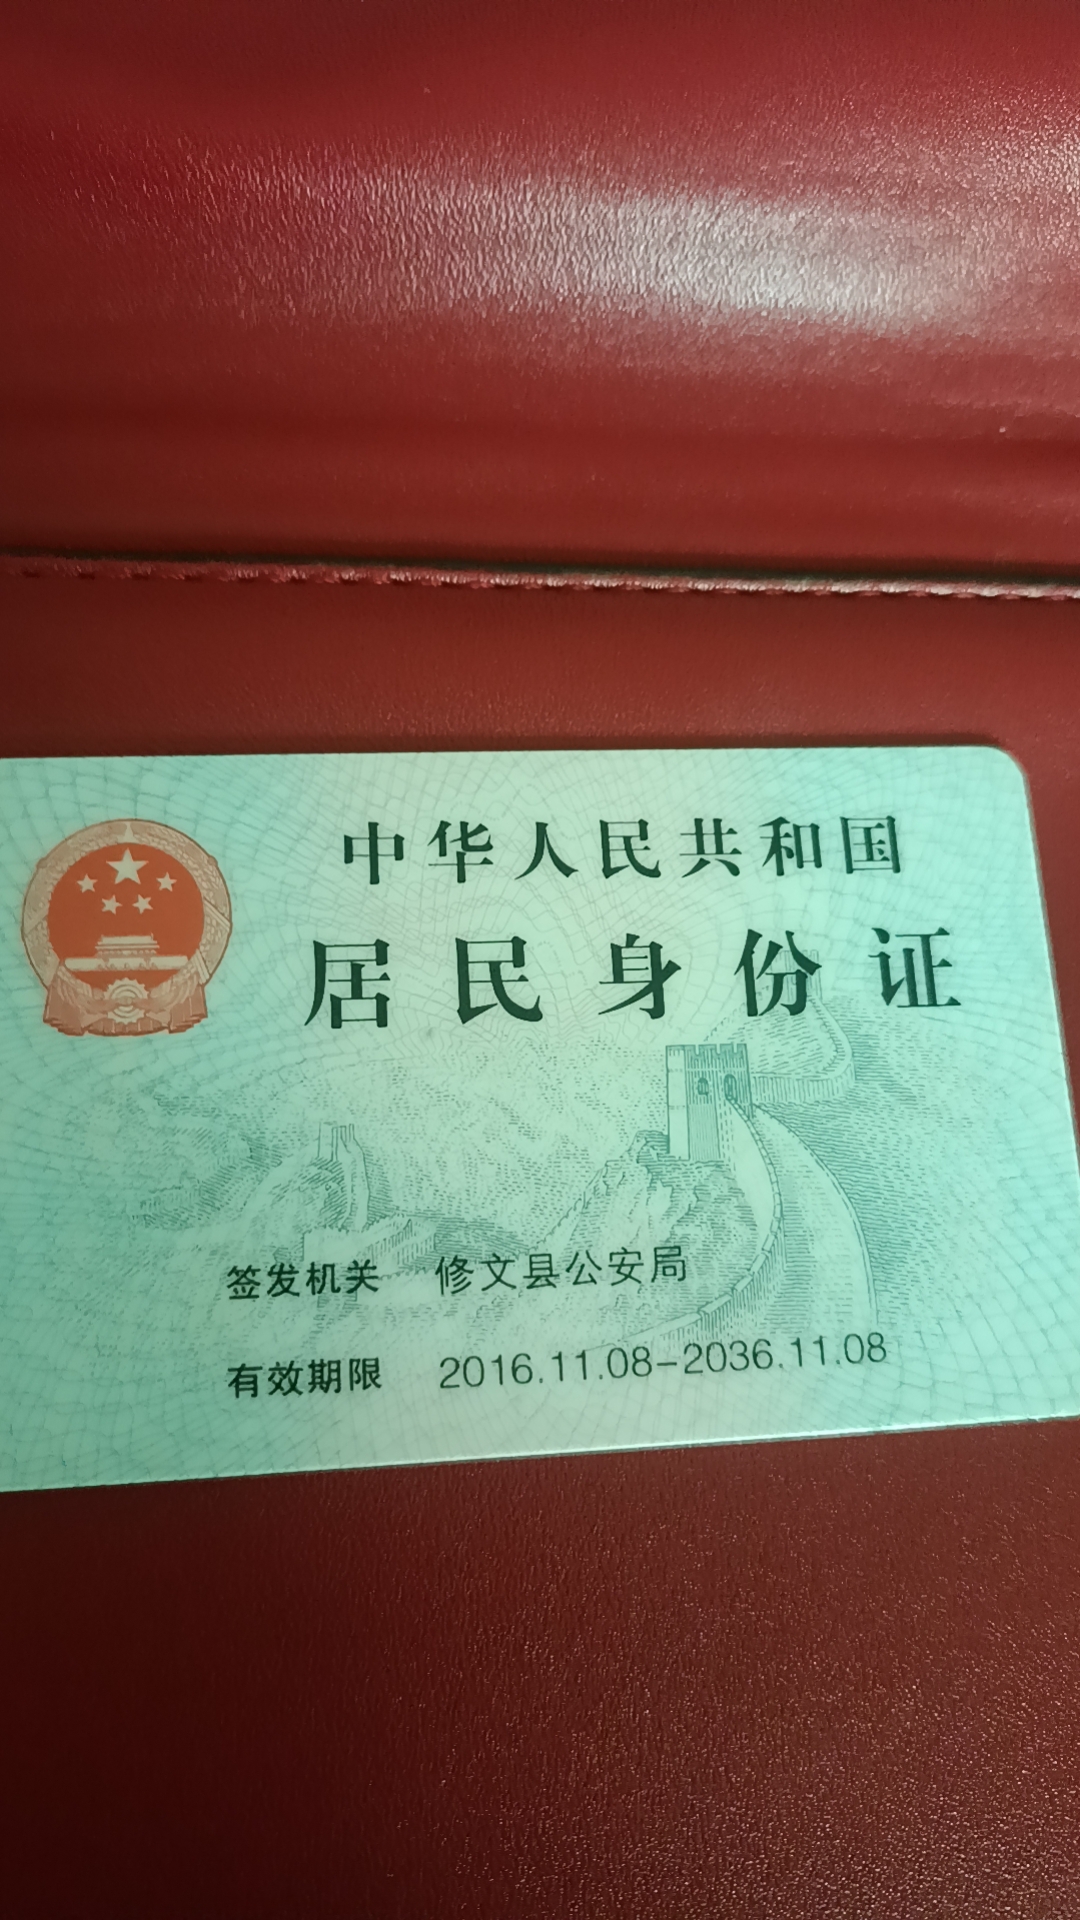 中华人民共和国
居民身份证
签发机关 修文县公安局
有效期限 2016.11.08-2036.11.08